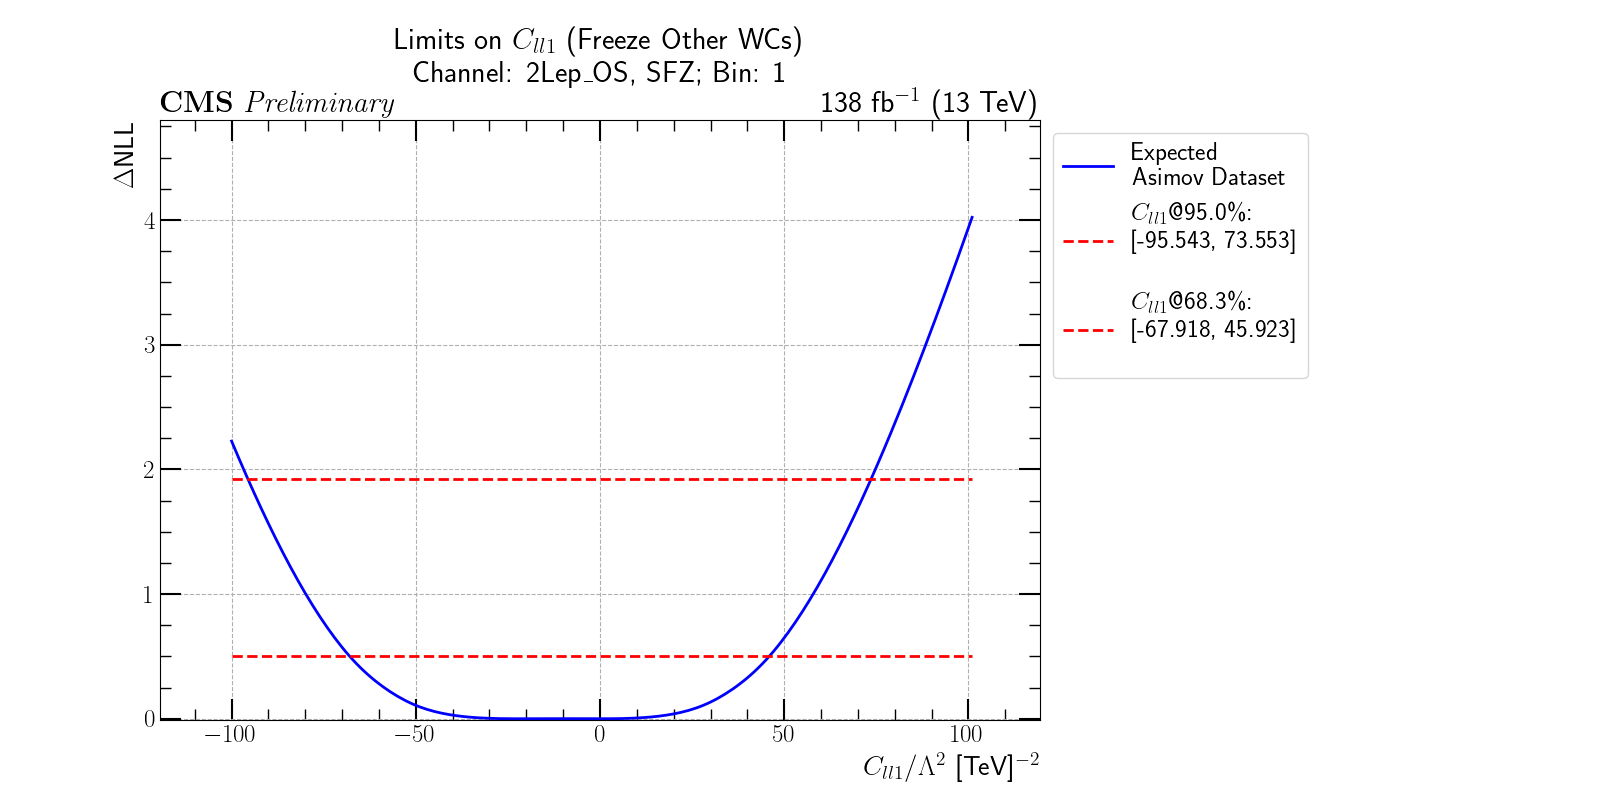 Limits on C_{ll1} (Freeze Other WCs)
Channel: 2Lep_OS, SFZ; Bin: 1
CMS Preliminary
138 fb^{-1} (13 TeV)
ΔNLL
4
3
2
1
0
−100
−50
0
50
100
C_{ll1}/Λ^2 [TeV]^{-2}
Expected
Asimov Dataset
C_{ll1}@95.0%:
[-95.543, 73.553]
C_{ll1}@68.3%:
[-67.918, 45.923]